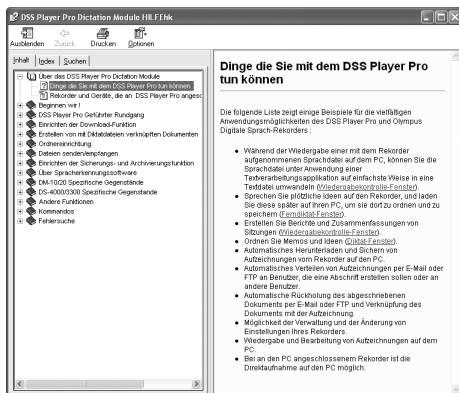 DSS Player Pro Dictation Module HILFE.hk
Ausblenden Zurück Drucken Optionen
Inhalt Index Suchen
Über das DSS Player Pro Dictation Module
Dinge die Sie mit dem DSS Player Pro tun können
Rekorder und Geräte, die an DSS Player Pro angesc
Beginnen wir !
DSS Player Pro Geführter Rundgang
Einrichten der Download-Funktion
Erstellen von mit Diktatdateien verknüpften Dokumenten
Ordnereinrichtung
Dateien senden/empfangen
Einrichten der Sicherungs- und Archivierungsfunktion
Über Spracherkennungssoftware
DM-10/20 Spezifische Gegenstände
DS-4000/3300 Spezifische Gegenstände
Andere Funktionen
Kommandos
Fehlersuche
Dinge die Sie mit dem DSS Player Pro
tun können
Die folgende Liste zeigt einige Beispiele für die vielfältigen
Anwendungsmöglichkeiten des DSS Player Pro und Olympus
Digitale Sprach-Rekorders :
Während der Wiedergabe einer mit dem Rekorder
aufgenommenen Sprachdatei auf dem PC, können Sie die
Sprachdatei unter Anwendung einer
Textverarbeitungsapplikation auf einfachste Weise in eine
Textdatei umwandeln (Wiedergabekontrolle-Fenster).
Sprechen Sie plötzliche Ideen auf den Rekorder, und laden
Sie diese später auf Ihren PC, um sie dort zu ordnen und zu
speichern (Ferndiktat-Fenster).
Erstellen Sie Berichte und Zusammenfassungen von
Sitzungen (Wiedergabekontrolle-Fenster).
Ordnen Sie Memos und Ideen (Diktat-Fenster).
Automatisches Herunterladen und Sichern von
Aufzeichnungen vom Rekorder auf den PC.
Automatisches Verteilen von Aufzeichnungen per E-Mail oder
FTP an Benutzer, die eine Abschrift erstellen sollen oder an
andere Benutzer.
Automatische Rückholung des abgeschriebenen
Dokuments per E-Mail oder FTP und Verknüpfung des
Dokuments mit der Aufzeichnung.
Möglichkeit der Verwaltung und der Änderung von
Einstellungen Ihres Rekorders.
Wiedergabe und Bearbeitung von Aufzeichnungen auf dem
PC.
Bei an den PC angeschlossenem Rekorder ist die
Direktaufnahme auf den PC möglich.